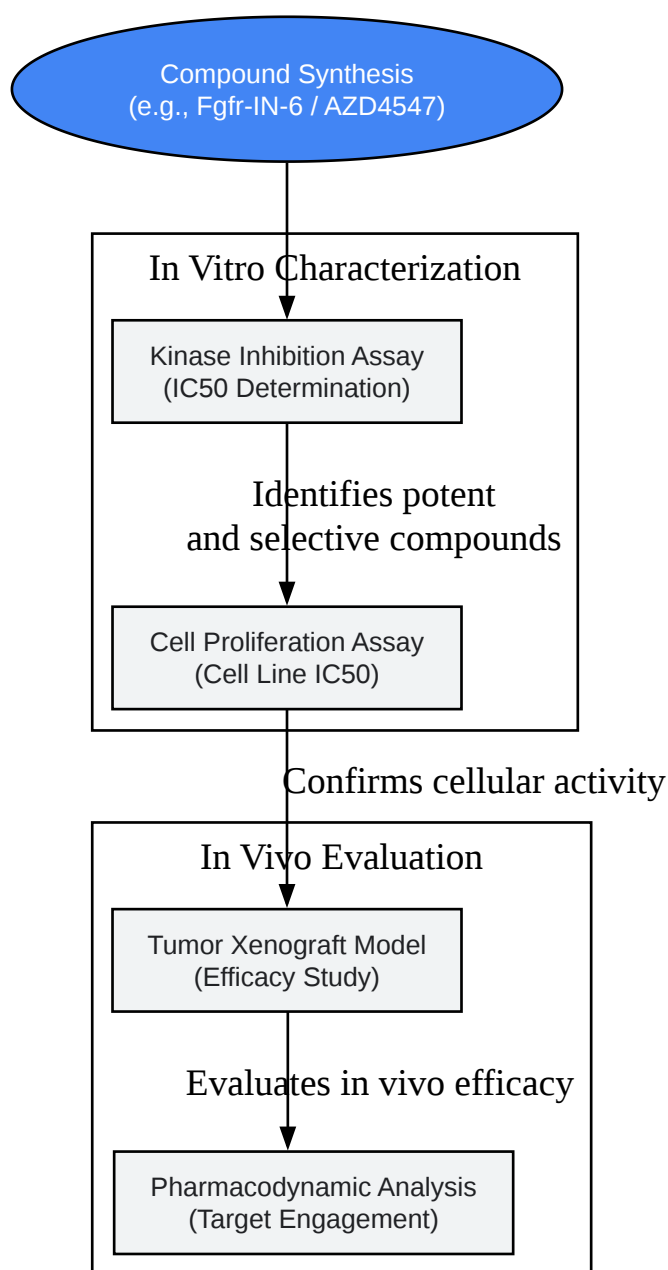 Compound Synthesis
(e.g., Fgfr-IN-6 / AZD4547)
In Vitro Characterization
Kinase Inhibition Assay
(IC50 Determination)
Identifies potent
and selective compounds
Cell Proliferation Assay
(Cell Line IC50)
Confirms cellular activity
In Vivo Evaluation
Tumor Xenograft Model
(Efficacy Study)
Evaluates in vivo efficacy
Pharmacodynamic Analysis
(Target Engagement)